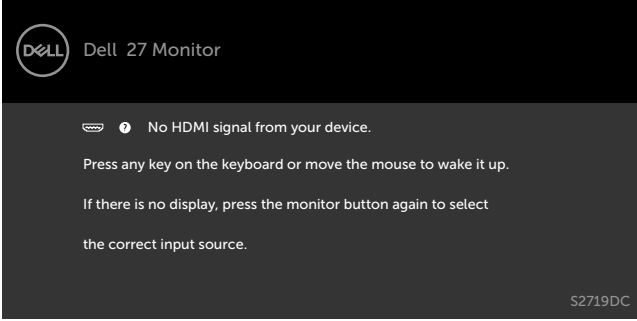 DELL
Dell 27 Monitor
? No HDMI signal from your device.
Press any key on the keyboard or move the mouse to wake it up.
If there is no display, press the monitor button again to select
the correct input source.
S2719DC